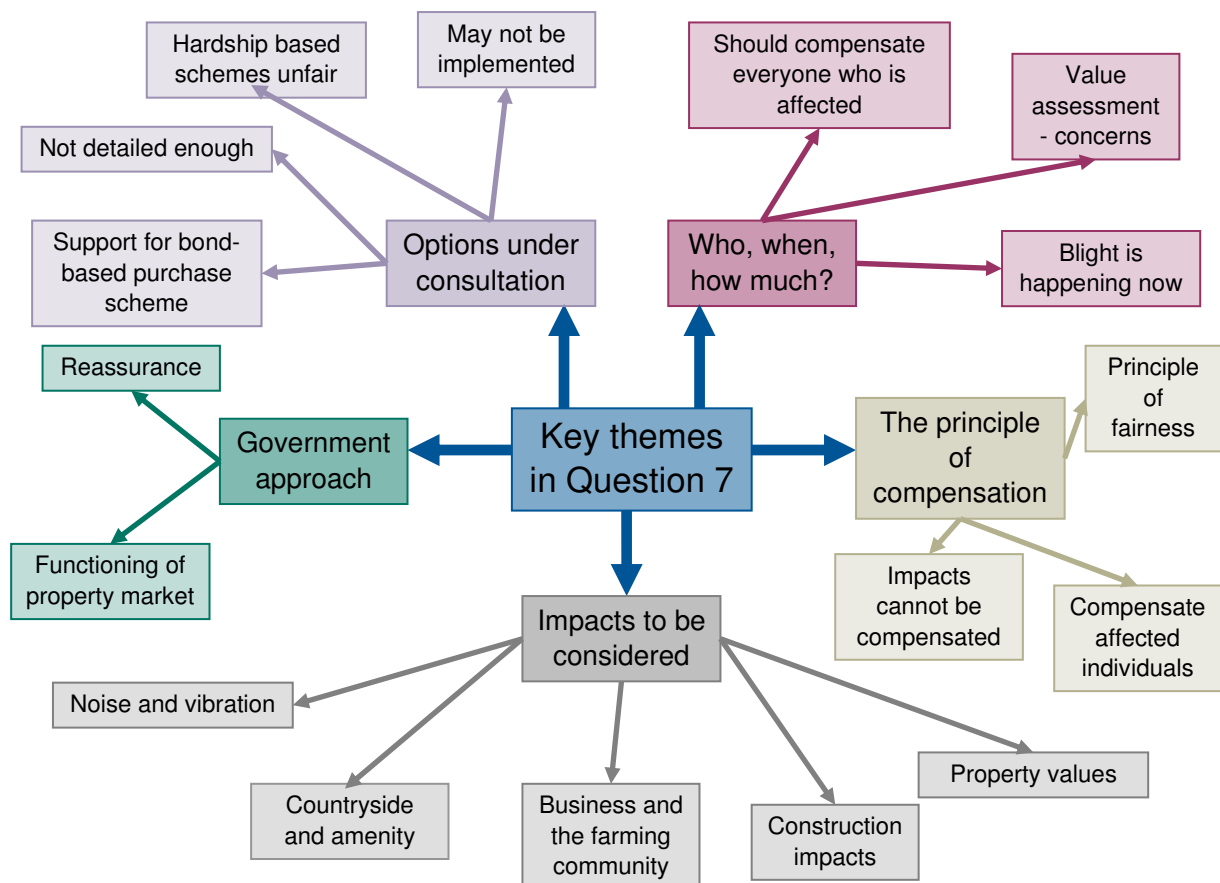 Hardship based
schemes unfair
May not be
implemented
Should compensate
everyone who is
affected
Value
assessment
- concerns
Not detailed enough
Support for bond-
based purchase
scheme
Options under
consultation
Who, when,
how much?
Blight is
happening now
Reassurance
Government
approach
Functioning of
property market
Key themes
in Question 7
The principle
of
compensation
Principle
of
fairness
Impacts
cannot be
compensated
Compensate
affected
individuals
Impacts to be
considered
Noise and vibration
Countryside
and amenity
Business and
the farming
community
Construction
impacts
Property values